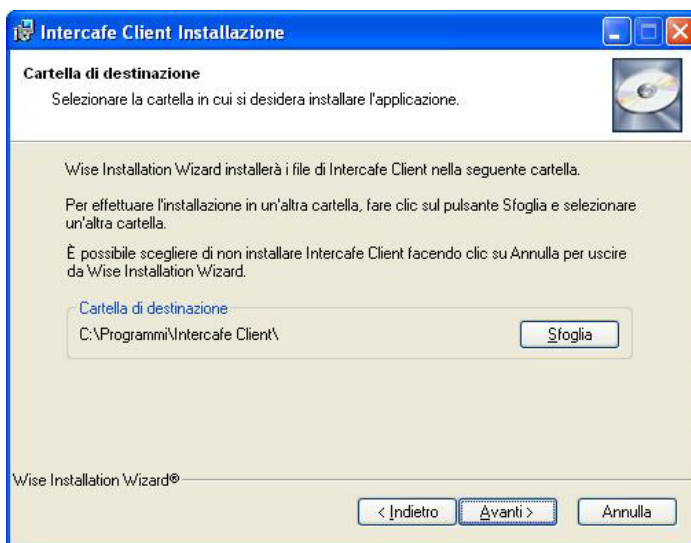 Intercafe Client Installazione
Cartella di destinazione
Selezionare la cartella in cui si desidera installare l'applicazione.
Wise Installation Wizard installerà i file di Intercafe Client nella seguente cartella.
Per effettuare l'installazione in un'altra cartella, fare clic sul pulsante Sfoglia e selezionare
un'altra cartella.
È possibile scegliere di non installare Intercafe Client facendo clic su Annulla per uscire
da Wise Installation Wizard.
Cartella di destinazione
C:\Programmi\Intercafe Client\
Sfoglia
Wise Installation Wizard®
< Indietro
Avanti >
Annulla